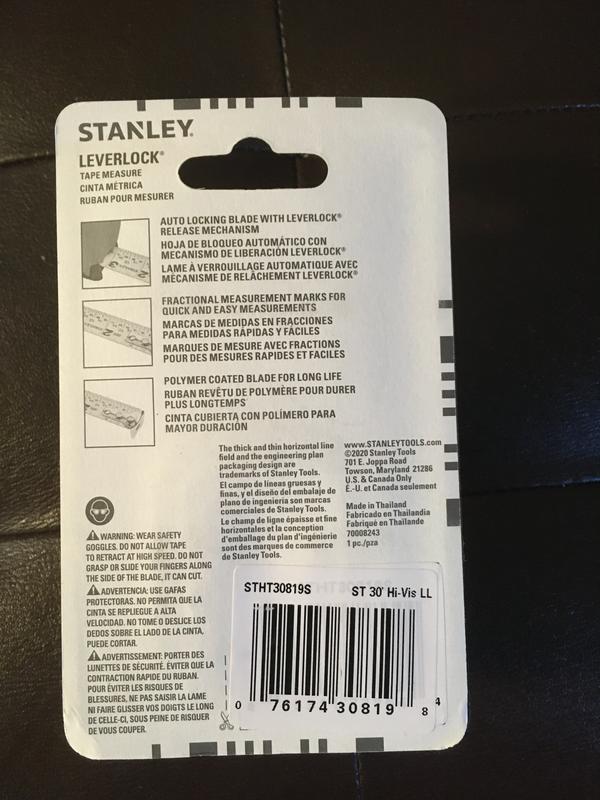 STANLEY®
LEVERLOCK®
TAPE MEASURE
CINTA MÉTRICA
RUBAN POUR MESURER
AUTO LOCKING BLADE WITH LEVERLOCK®
RELEASE MECHANISM
HOJA DE BLOQUEO AUTOMÁTICO CON
MECANISMO DE LIBERACIÓN LEVERLOCK®
LAME À VERROUILLAGE AUTOMATIQUE AVEC
MÉCANISME DE RELÂCHEMENT LEVERLOCK®
FRACTIONAL MEASUREMENT MARKS FOR
QUICK AND EASY MEASUREMENTS
MARCAS DE MEDIDAS EN FRACCIONES
PARA MEDIDAS RÁPIDAS Y FÁCILES
MARQUES DE MESURE AVEC FRACTIONS
POUR DES MESURES RAPIDES ET FACILES
POLYMER COATED BLADE FOR LONG LIFE
RUBAN REVÊTU DE POLYMÈRE POUR DURER
PLUS LONGTEMPS
CINTA CUBIERTA CON POLÍMERO PARA
MAYOR DURACIÓN
The thick and thin horizontal line
field and the engineering plan
packaging design are
trademarks of Stanley Tools.
El campo de líneas gruesas y
finas, y el diseño del embalaje de
plano de ingeniería son marcas
comerciales de Stanley Tools.
Le champ de ligne épaisse et fine
horizontales et la conception
d'emballage du plan d'ingénierie
sont des marques de commerce
de Stanley Tools.
www.STANLEYTOOLS.com
©2020 Stanley Tools
701 E. Joppa Road
Towson, Maryland 21286
U.S. & Canada Only
É.-U. et Canada seulement
Made in Thailand
Fabricado en Thailandia
Fabriqué en Thaïlande
70008243
1 pc./pza
WARNING: WEAR SAFETY
GOGGLES. DO NOT ALLOW TAPE
TO RETRACT AT HIGH SPEED. DO NOT
GRASP OR SLIDE YOUR FINGERS ALONG
THE SIDE OF THE BLADE, IT CAN CUT.
ADVERTENCIA: USE GAFAS
PROTECTORAS. NO PERMITA QUE LA
CINTA SE REPLIEGUE A ALTA
VELOCIDAD. NO TOME O DESLICE LOS
DEDOS SOBRE EL LADO DE LA CINTA,
PUEDE CORTAR.
ADVERTISSEMENT: PORTER DES
LUNETTES DE SÉCURITÉ. ÉVITER QUE LA
CONTRACTION RAPIDE DU RUBAN.
POUR ÉVITER LES RISQUES DE
BLESSURES, NE PAS SAISIR LA LAME
NI FAIRE GLISSER VOS DOIGTS LE LONG
DE CELLE-CI, SOUS PEINE DE RISQUER
DE VOUS COUPER.
STHT30819S ST 30' Hi-Vis LL
0 76174 30819 8
4